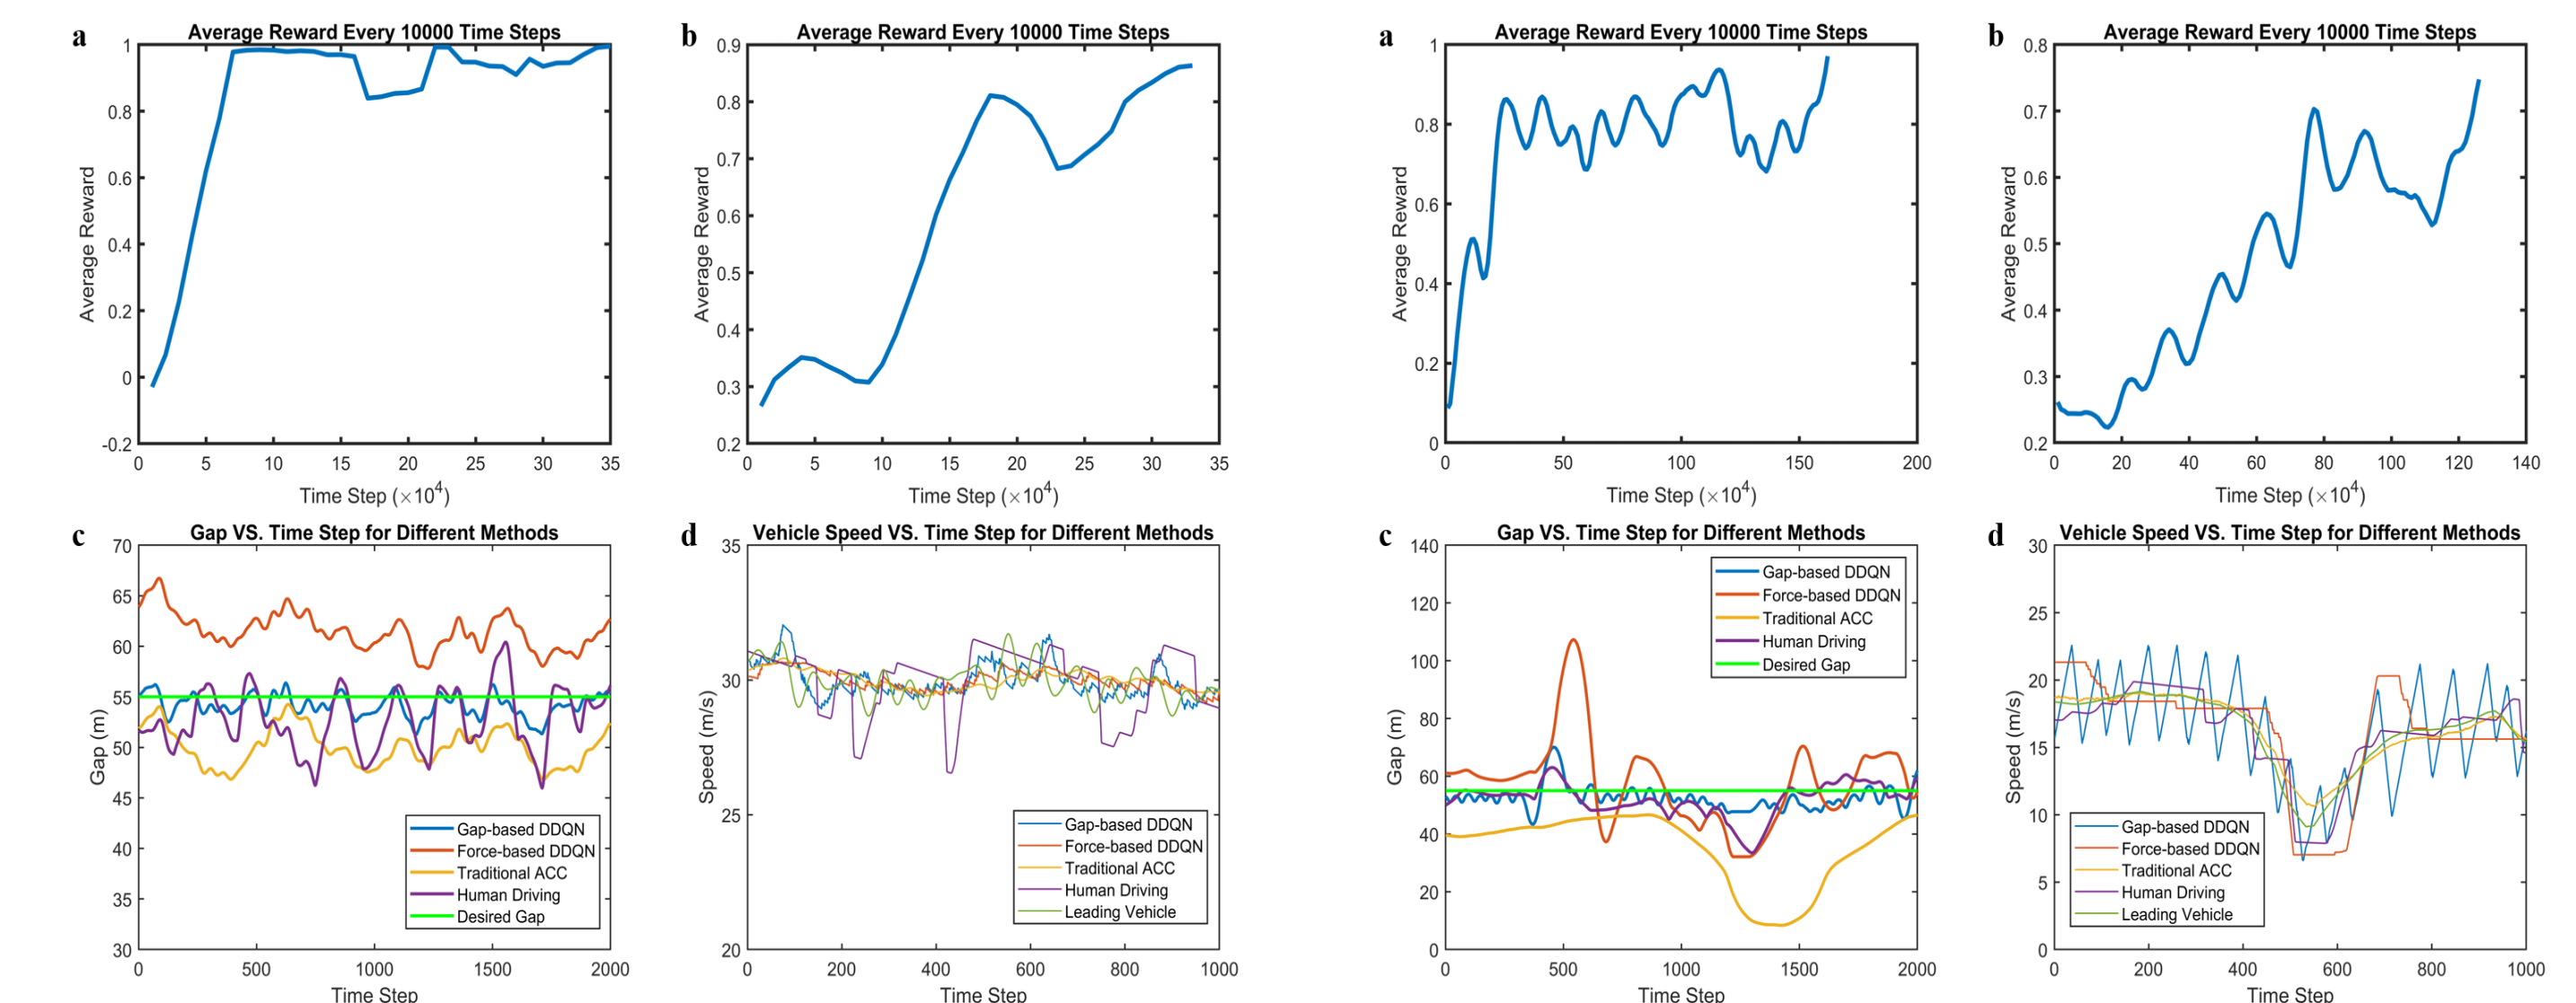 a
Average Reward Every 10000 Time Steps
1
0.8
0.6
0.4
0.2
0
-0.2
Average Reward
0 5 10 15 20 25 30 35
Time Step (×10^4)
b
Average Reward Every 10000 Time Steps
0.9
0.8
0.7
0.6
0.5
0.4
0.3
0.2
Average Reward
0 5 10 15 20 25 30 35
Time Step (×10^4)
a
Average Reward Every 10000 Time Steps
1
0.8
0.6
0.4
0.2
0
Average Reward
0 50 100 150 200
Time Step (×10^4)
b
Average Reward Every 10000 Time Steps
0.8
0.7
0.6
0.5
0.4
0.3
0.2
Average Reward
0 20 40 60 80 100 120 140
Time Step (×10^4)
c
Gap VS. Time Step for Different Methods
70
65
60
55
50
45
40
35
30
Gap (m)
Gap-based DDQN
Force-based DDQN
Traditional ACC
Human Driving
Desired Gap
0 500 1000 1500 2000
Time Step
d
Vehicle Speed VS. Time Step for Different Methods
35
30
25
20
Speed (m/s)
Gap-based DDQN
Force-based DDQN
Traditional ACC
Human Driving
Leading Vehicle
0 200 400 600 800 1000
Time Step
c
Gap VS. Time Step for Different Methods
140
120
100
80
60
40
20
0
Gap (m)
Gap-based DDQN
Force-based DDQN
Traditional ACC
Human Driving
Desired Gap
0 500 1000 1500 2000
Time Step
d
Vehicle Speed VS. Time Step for Different Methods
30
25
20
15
10
5
0
Speed (m/s)
Gap-based DDQN
Force-based DDQN
Traditional ACC
Human Driving
Leading Vehicle
0 200 400 600 800 1000
Time Step